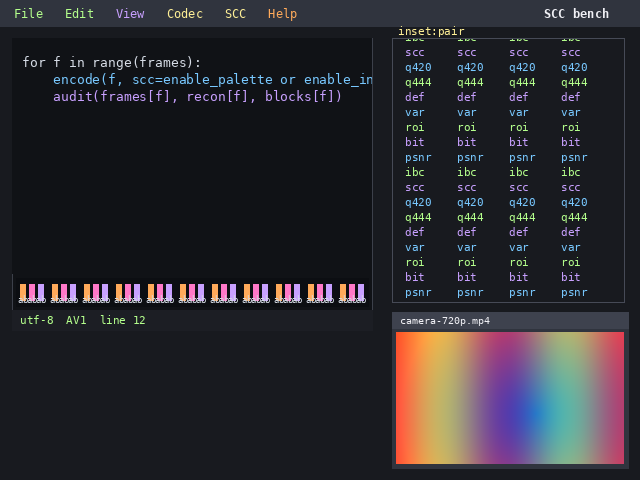 File Edit View Codec SCC Help SCC bench
inset:pair
for f in range(frames):
encode(f, scc=enable_palette or enable_in
audit(frames[f], recon[f], blocks[f])
ibc ibc ibc ibc
scc scc scc scc
q420 q420 q420 q420
q444 q444 q444 q444
def def def def
var var var var
roi roi roi roi
bit bit bit bit
psnr psnr psnr psnr
ibc ibc ibc ibc
scc scc scc scc
q420 q420 q420 q420
q444 q444 q444 q444
def def def def
var var var var
roi roi roi roi
bit bit bit bit
psnr psnr psnr psnr
utf-8 AV1 line 12
camera-720p.mp4